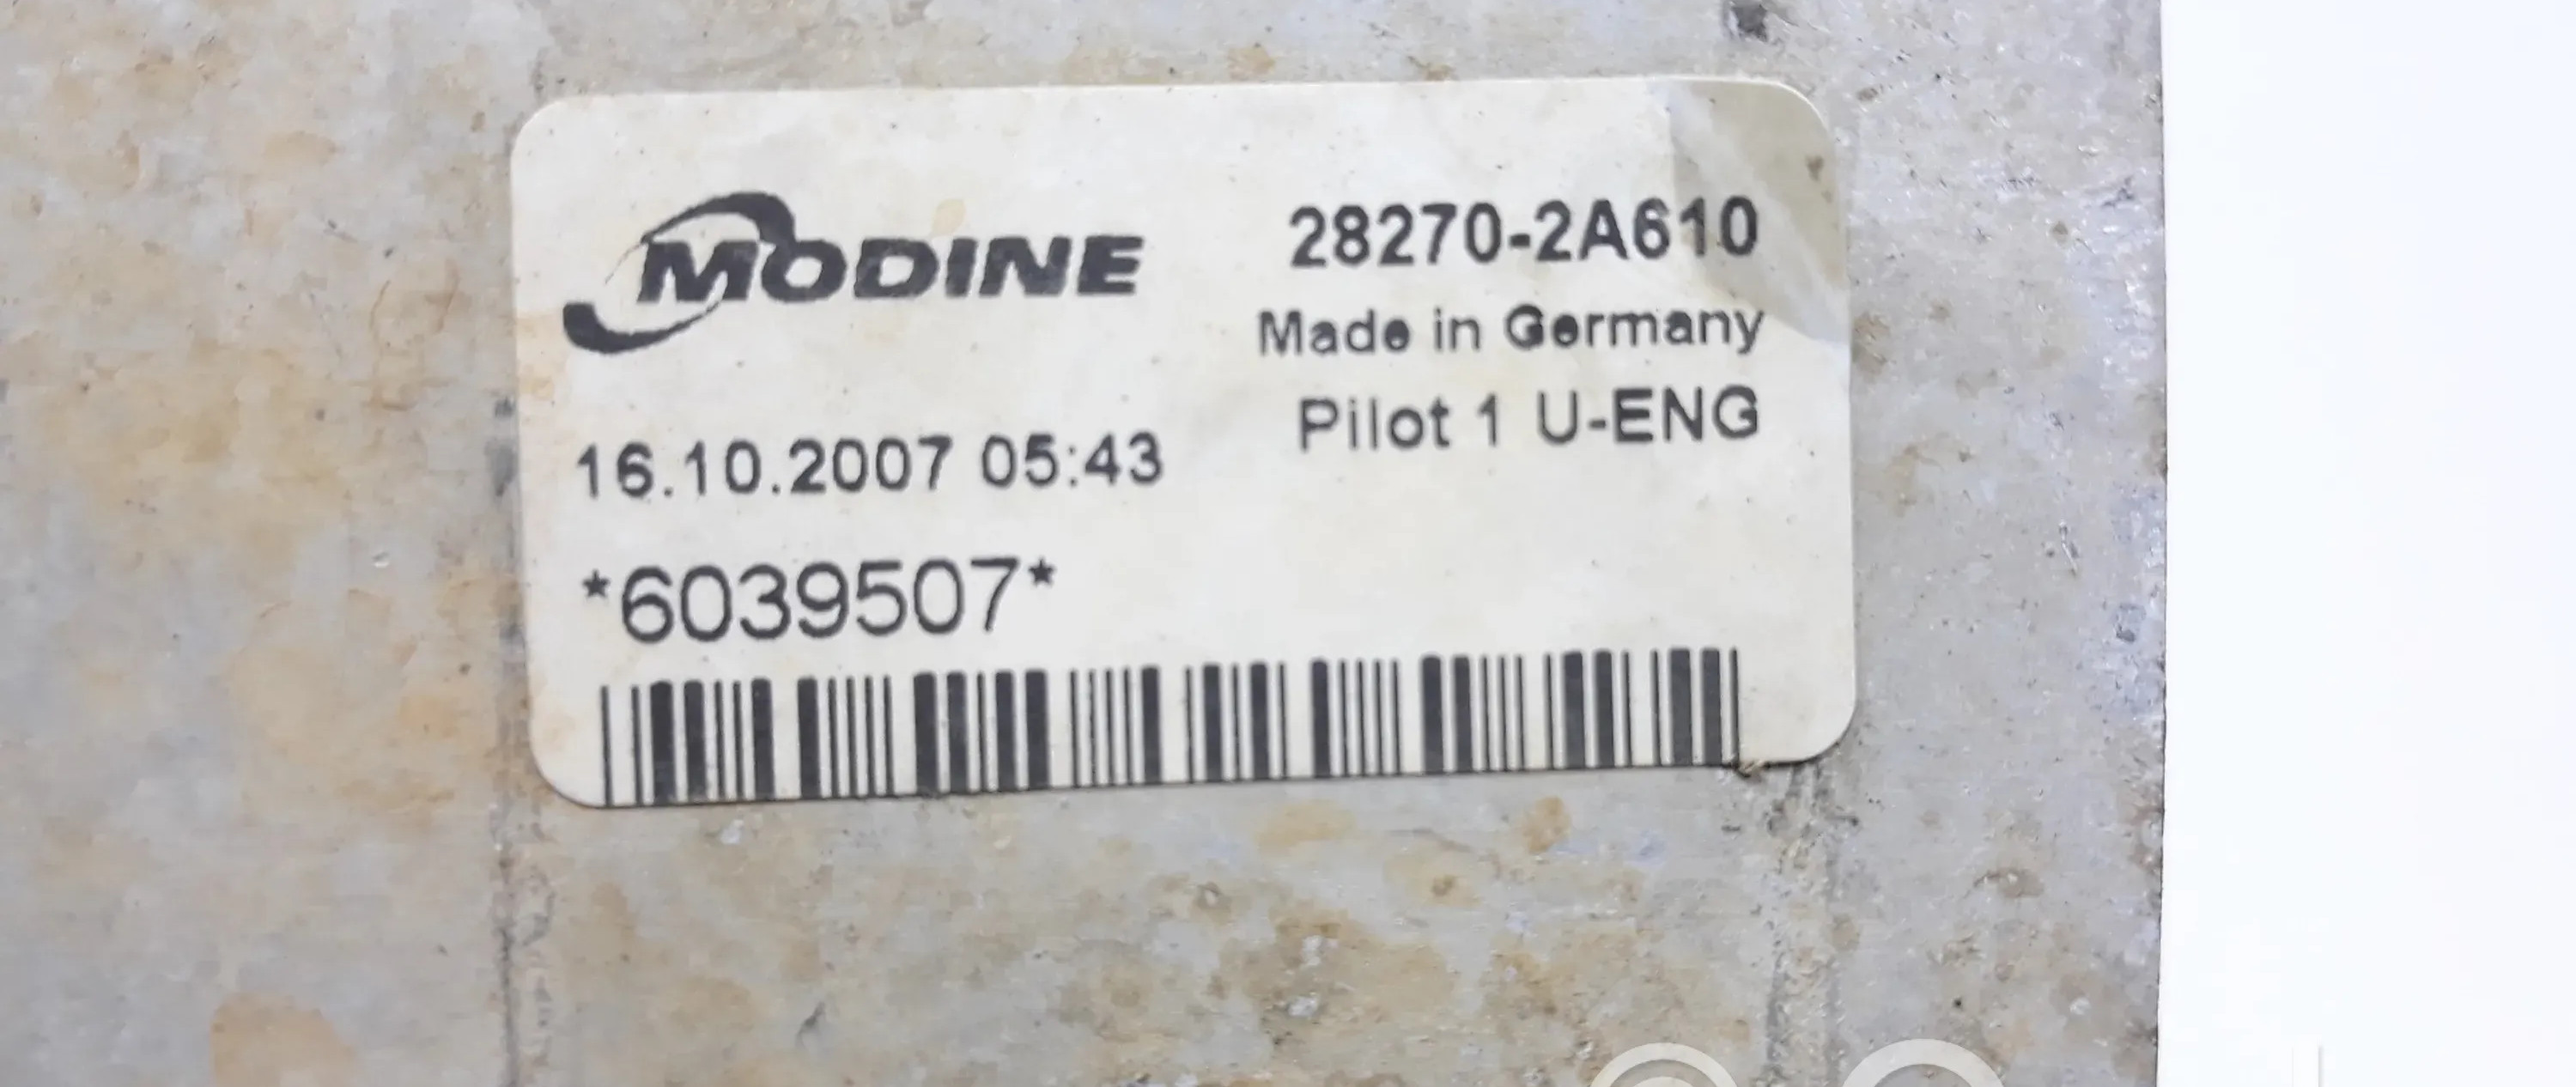 MODINE
28270-2A610
Made in Germany
Pilot 1 U-ENG
16.10.2007 05:43
*6039507*